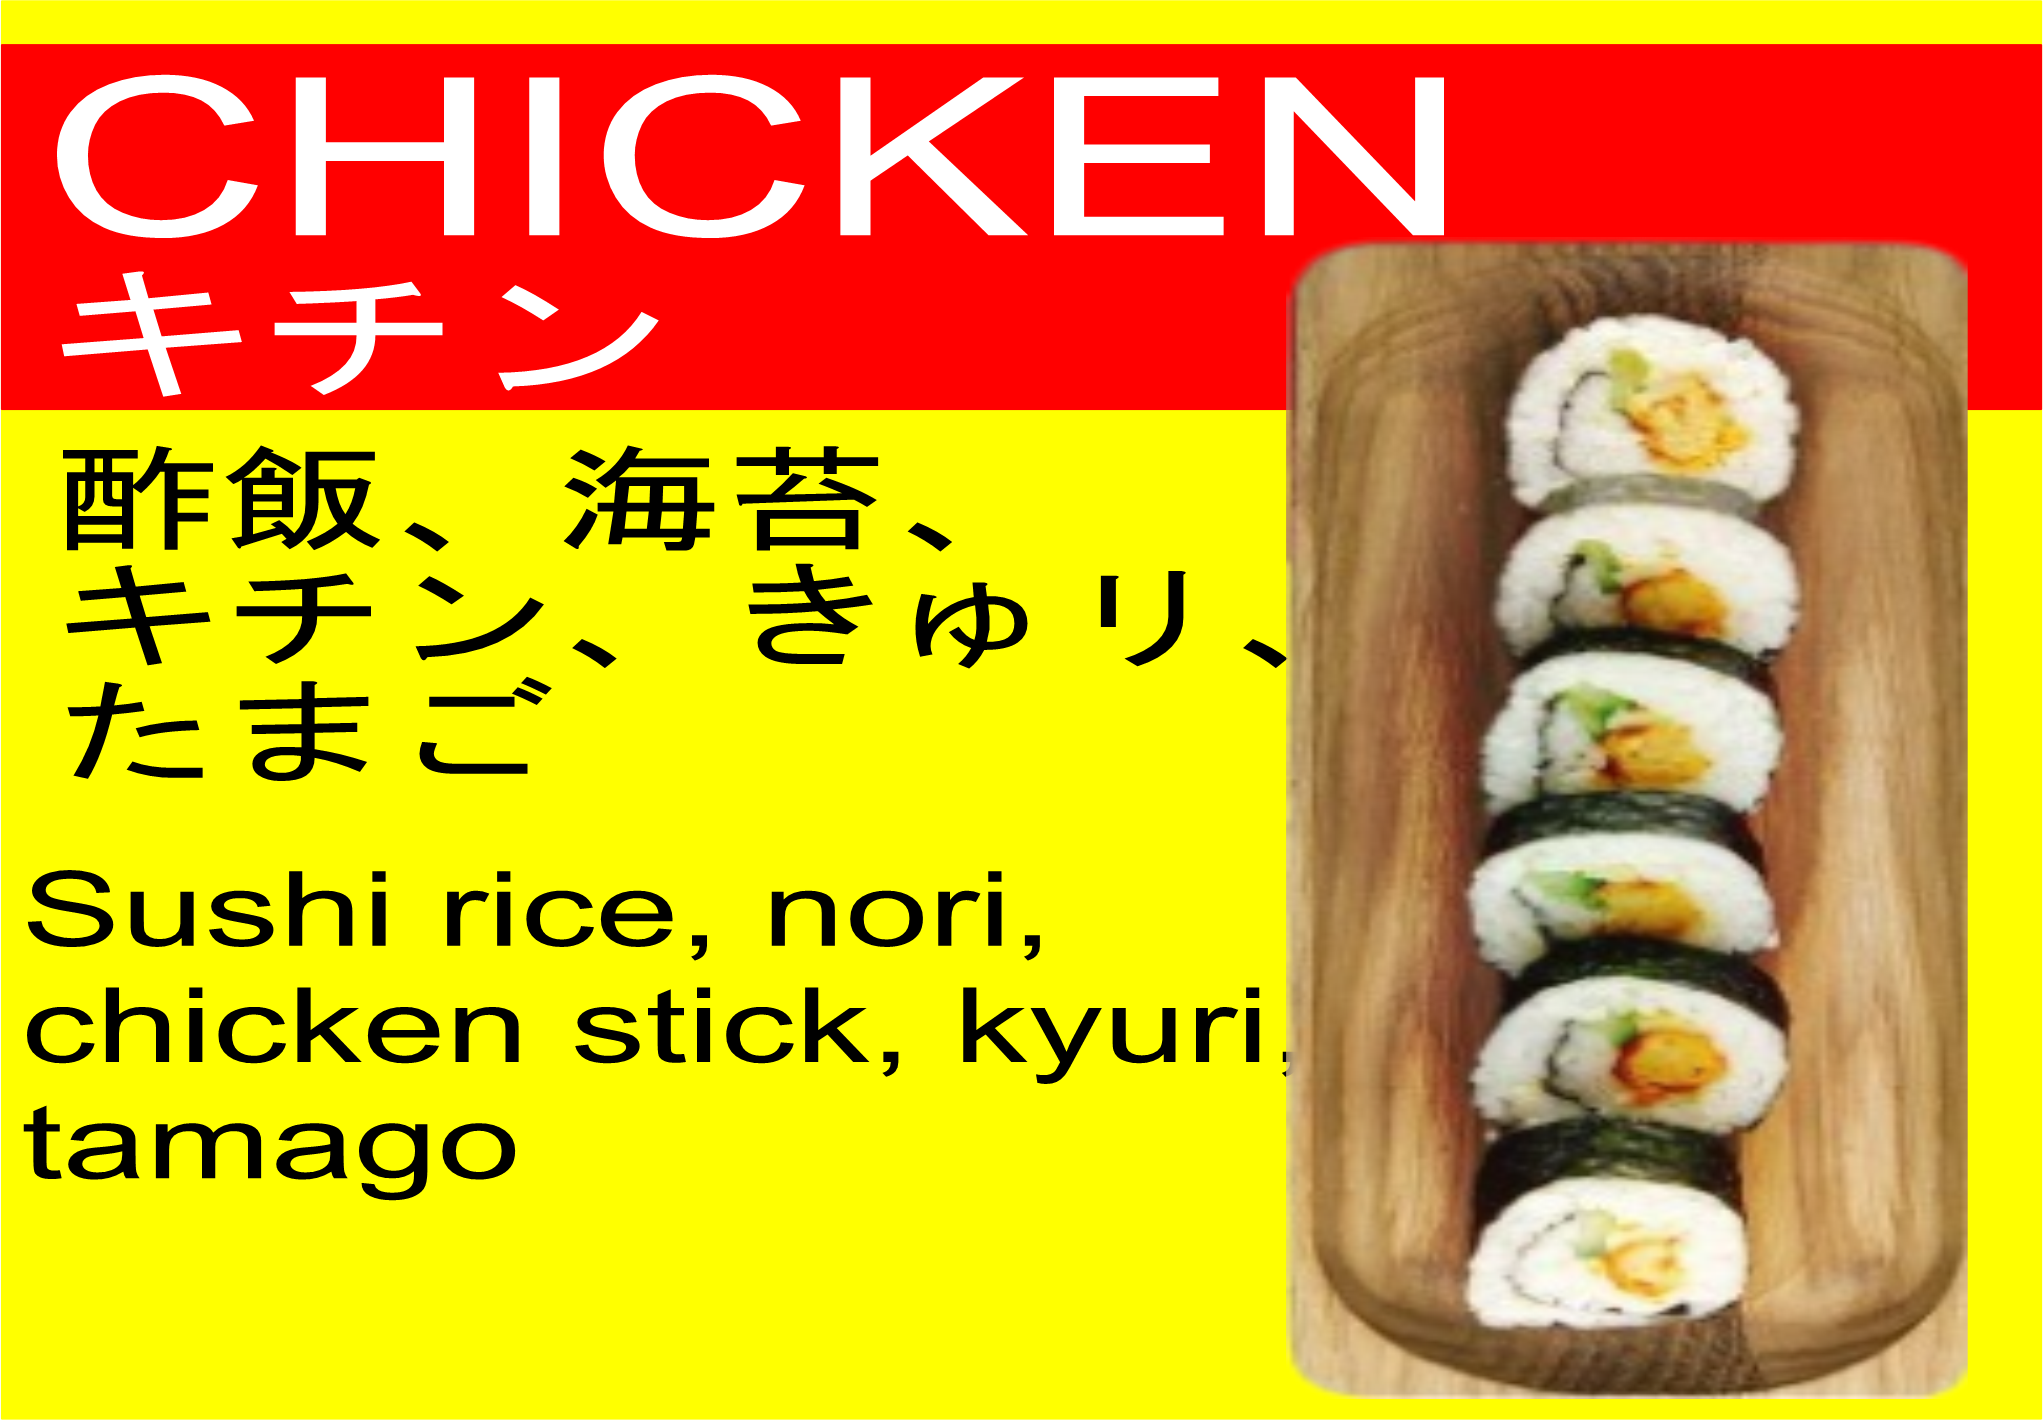 CHICKEN
キチン
酢飯、海苔、
キチン、きゅリ、
たまご
Sushi rice, nori,
chicken stick, kyuri,
tamago